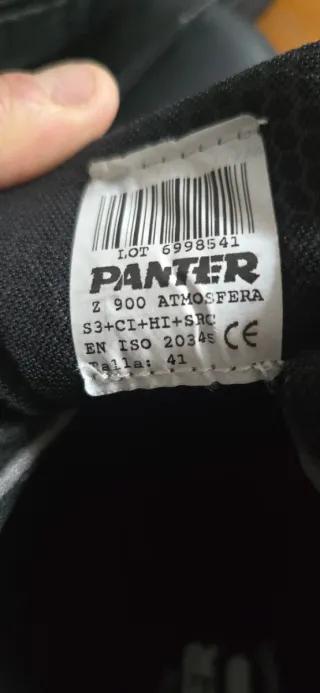 LOT 6998541
PANTER
Z 900 ATMOSFERA
S3+CI+HI+SRC
EN ISO 20345
CE
Talla: 41